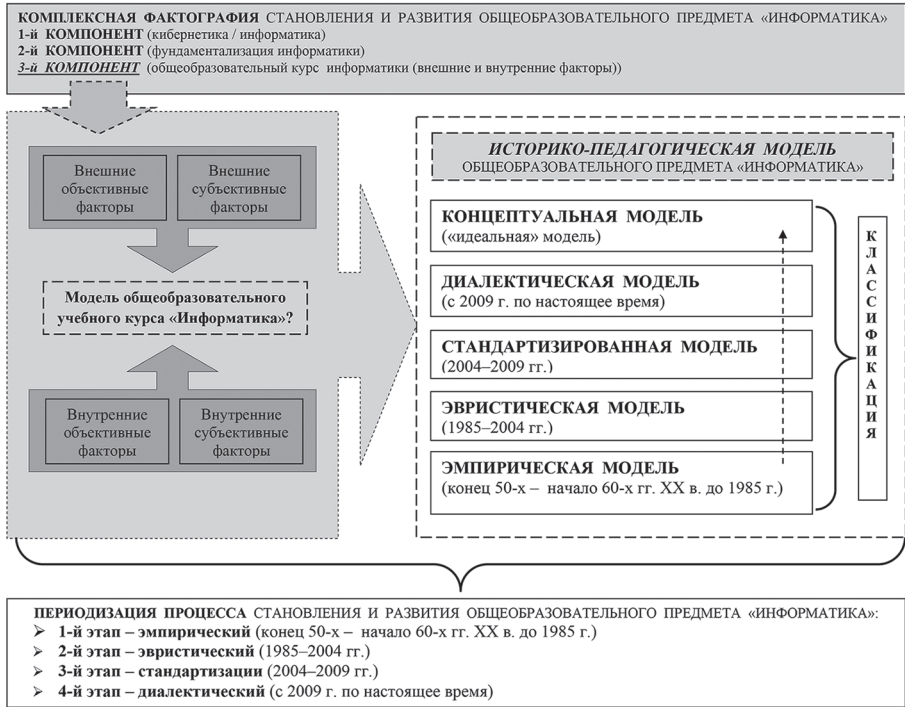 КОМПЛЕКСНАЯ ФАКТОГРАФИЯ СТАНОВЛЕНИЯ И РАЗВИТИЯ ОБЩЕОБРАЗОВАТЕЛЬНОГО ПРЕДМЕТА «ИНФОРМАТИКА»
1-й КОМПОНЕНТ (кибернетика / информатика)
2-й КОМПОНЕНТ (фундаментализация информатики)
3-й КОМПОНЕНТ (общеобразовательный курс информатики (внешние и внутренние факторы))
Внешние
объективные
факторы
Внешние
субъективные
факторы
Модель общеобразовательного
учебного курса «Информатика»?
Внутренние
объективные
факторы
Внутренние
субъективные
факторы
ИСТОРИКО-ПЕДАГОГИЧЕСКАЯ МОДЕЛЬ
ОБЩЕОБРАЗОВАТЕЛЬНОГО ПРЕДМЕТА «ИНФОРМАТИКА»
КОНЦЕПТУАЛЬНАЯ МОДЕЛЬ
(«идеальная» модель)
ДИАЛЕКТИЧЕСКАЯ МОДЕЛЬ
(с 2009 г. по настоящее время)
СТАНДАРТИЗИРОВАННАЯ МОДЕЛЬ
(2004–2009 гг.)
ЭВРИСТИЧЕСКАЯ МОДЕЛЬ
(1985–2004 гг.)
ЭМПИРИЧЕСКАЯ МОДЕЛЬ
(конец 50-х – начало 60-х гг. XX в. до 1985 г.)
КЛАССИФИКАЦИЯ
ПЕРИОДИЗАЦИЯ ПРОЦЕССА СТАНОВЛЕНИЯ И РАЗВИТИЯ ОБЩЕОБРАЗОВАТЕЛЬНОГО ПРЕДМЕТА «ИНФОРМАТИКА»:
➢ 1-й этап – эмпирический (конец 50-х – начало 60-х гг. XX в. до 1985 г.)
➢ 2-й этап – эвристический (1985–2004 гг.)
➢ 3-й этап – стандартизации (2004–2009 гг.)
➢ 4-й этап – диалектический (с 2009 г. по настоящее время)